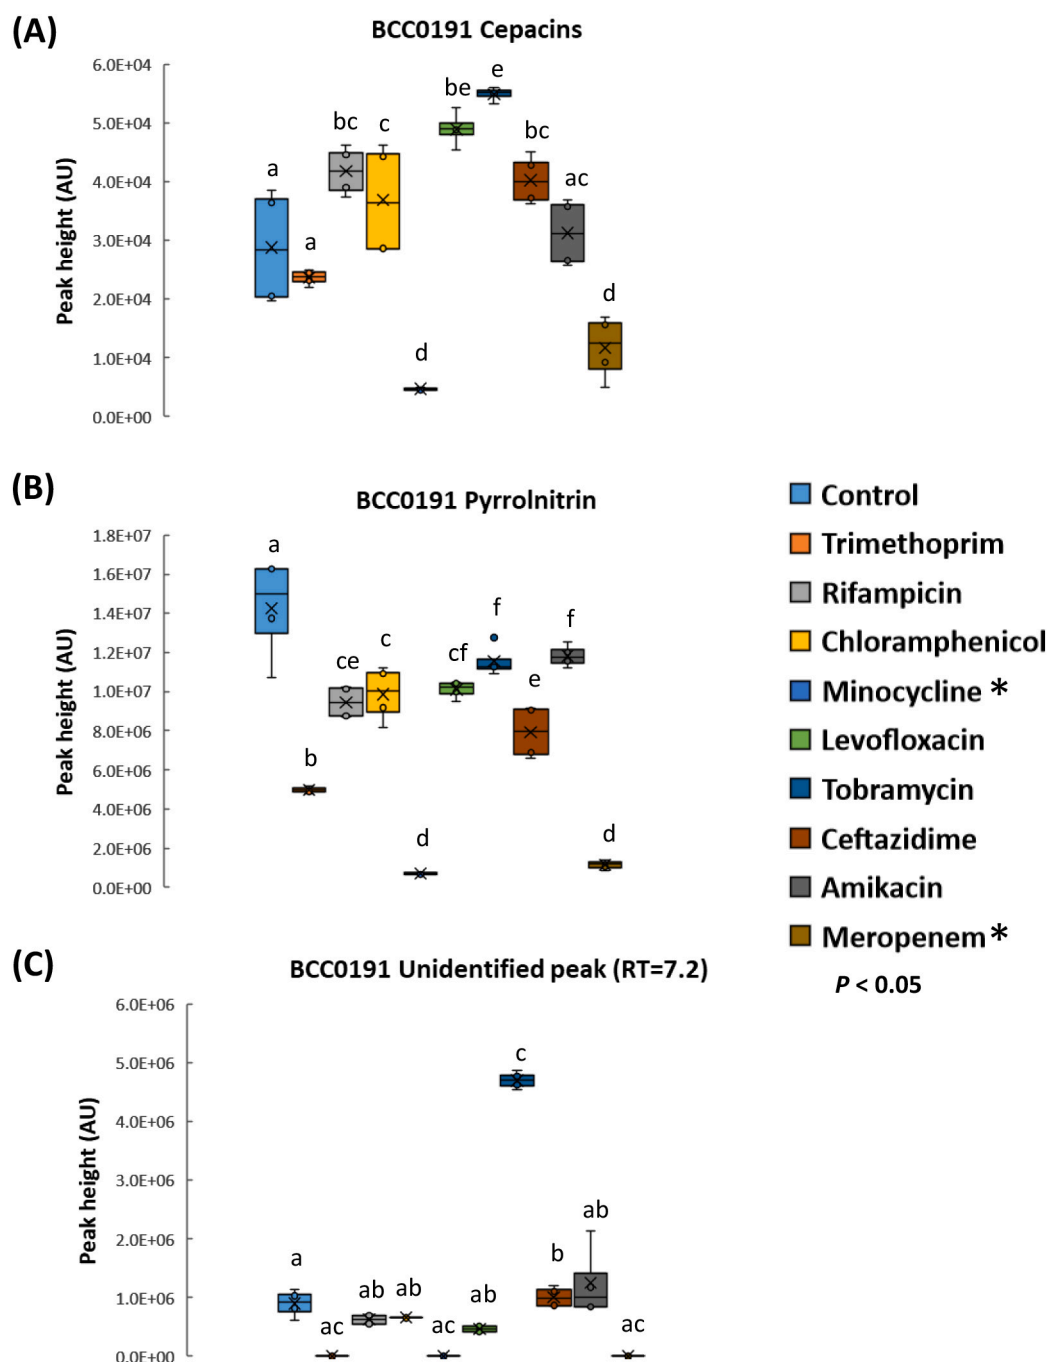 (A)
BCC0191 Cepacins
Peak height (AU)
6.0E+04
5.0E+04
4.0E+04
3.0E+04
2.0E+04
1.0E+04
0.0E+00
a
a
bc
c
d
be
e
bc
ac
d
(B)
BCC0191 Pyrrolnitrin
Peak height (AU)
1.8E+07
1.6E+07
1.4E+07
1.2E+07
1.0E+07
8.0E+06
6.0E+06
4.0E+06
2.0E+06
0.0E+00
a
b
ce
c
d
cf
f
e
f
d
Control
Trimethoprim
Rifampicin
Chloramphenicol
Minocycline *
Levofloxacin
Tobramycin
Ceftazidime
Amikacin
Meropenem *
P < 0.05
(C)
BCC0191 Unidentified peak (RT=7.2)
Peak height (AU)
6.0E+06
5.0E+06
4.0E+06
3.0E+06
2.0E+06
1.0E+06
0.0E+00
a
ac
ab
ab
ac
ab
c
b
ab
ac